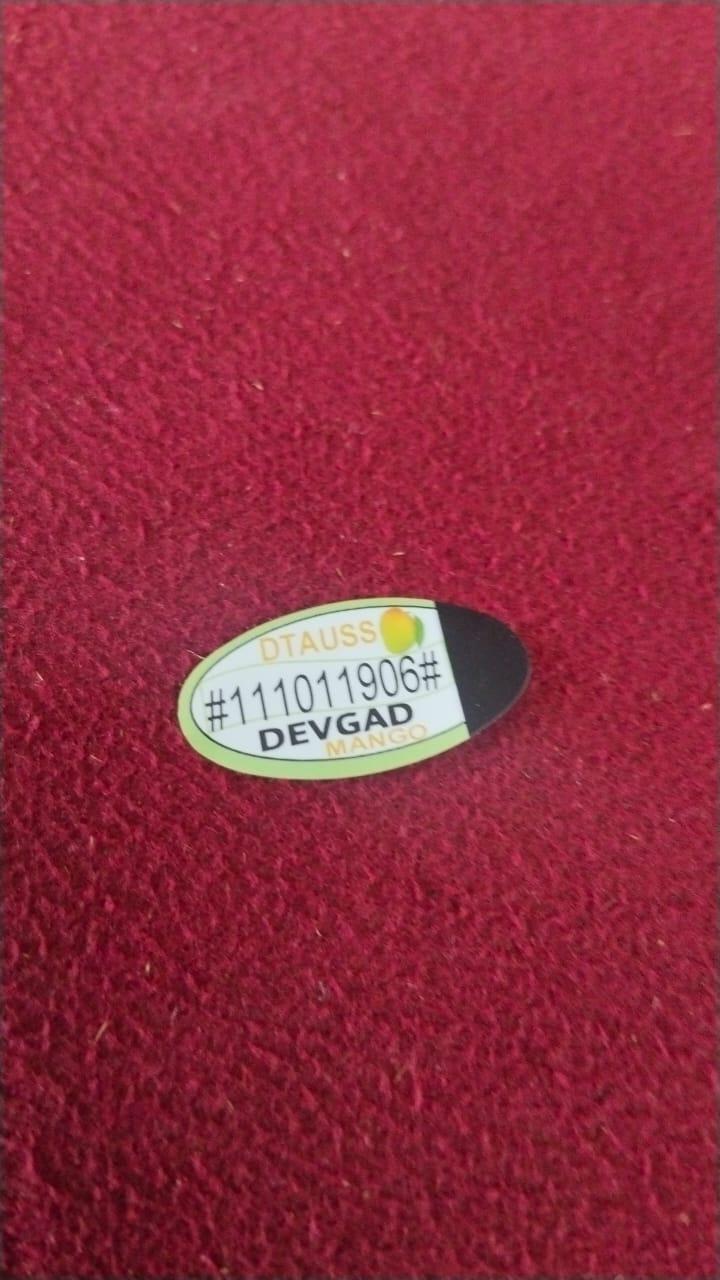 DTAUSS
#111011906#
DEVGAD
MANGO